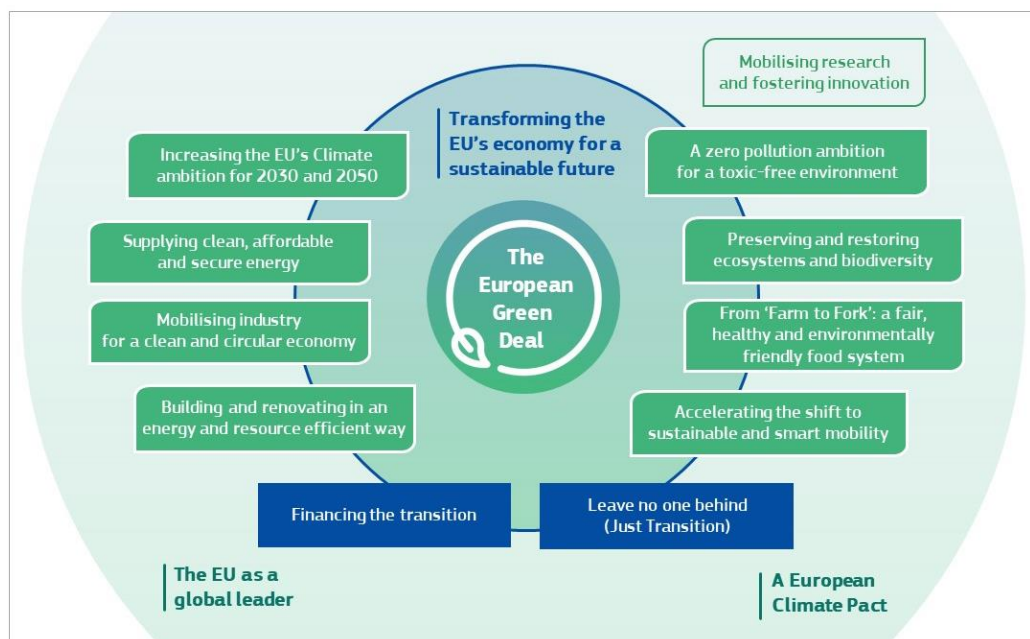 Mobilising research
and fostering innovation
Transforming the
EU's economy for a
sustainable future
Increasing the EU's Climate
ambition for 2030 and 2050
A zero pollution ambition
for a toxic-free environment
Supplying clean, affordable
and secure energy
Preserving and restoring
ecosystems and biodiversity
The
European
Green
Deal
Mobilising industry
for a clean and circular economy
From ‘Farm to Fork’: a fair,
healthy and environmentally
friendly food system
Building and renovating in an
energy and resource efficient way
Accelerating the shift to
sustainable and smart mobility
Financing the transition
Leave no one behind
(Just Transition)
The EU as a
global leader
A European
Climate Pact